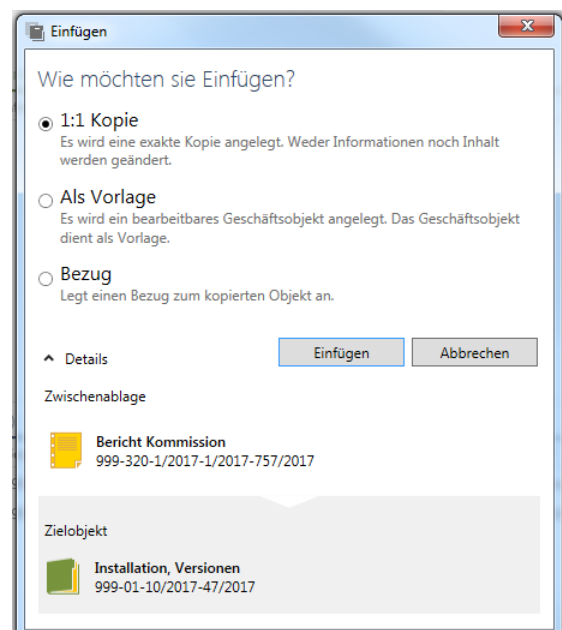 Einfügen
Wie möchten sie Einfügen?
1:1 Kopie
Es wird eine exakte Kopie angelegt. Weder Informationen noch Inhalt
werden geändert.
Als Vorlage
Es wird ein bearbeitbares Geschäftsobjekt angelegt. Das Geschäftsobjekt
dient als Vorlage.
Bezug
Legt einen Bezug zum kopierten Objekt an.
Details
Einfügen
Abbrechen
Zwischenablage
Bericht Kommission
999-320-1/2017-1/2017-757/2017
Zielobjekt
Installation, Versionen
999-01-10/2017-47/2017